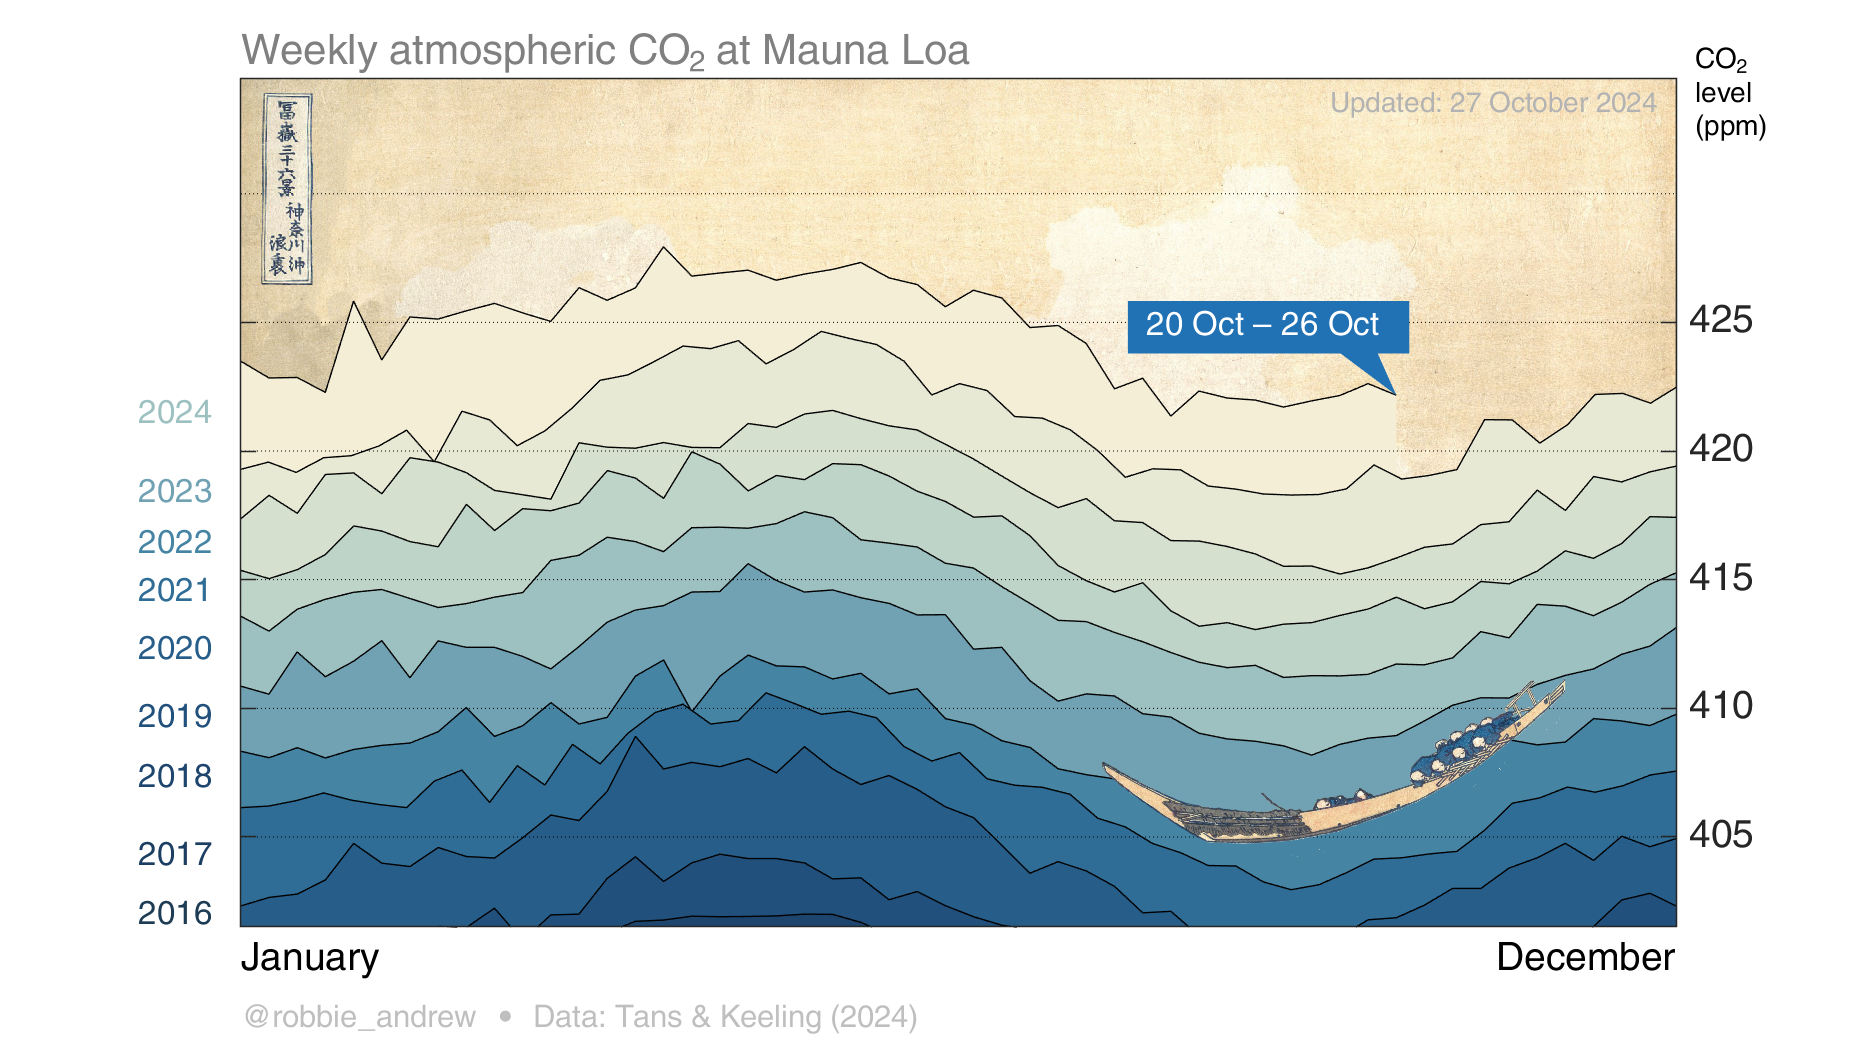 Weekly atmospheric CO₂ at Mauna Loa
CO₂
level
(ppm)
Updated: 27 October 2024
冨嶽三十六景
神奈川沖
浪裏
20 Oct – 26 Oct
425
420
415
410
405
2024
2023
2022
2021
2020
2019
2018
2017
2016
January
December
@robbie_andrew • Data: Tans & Keeling (2024)